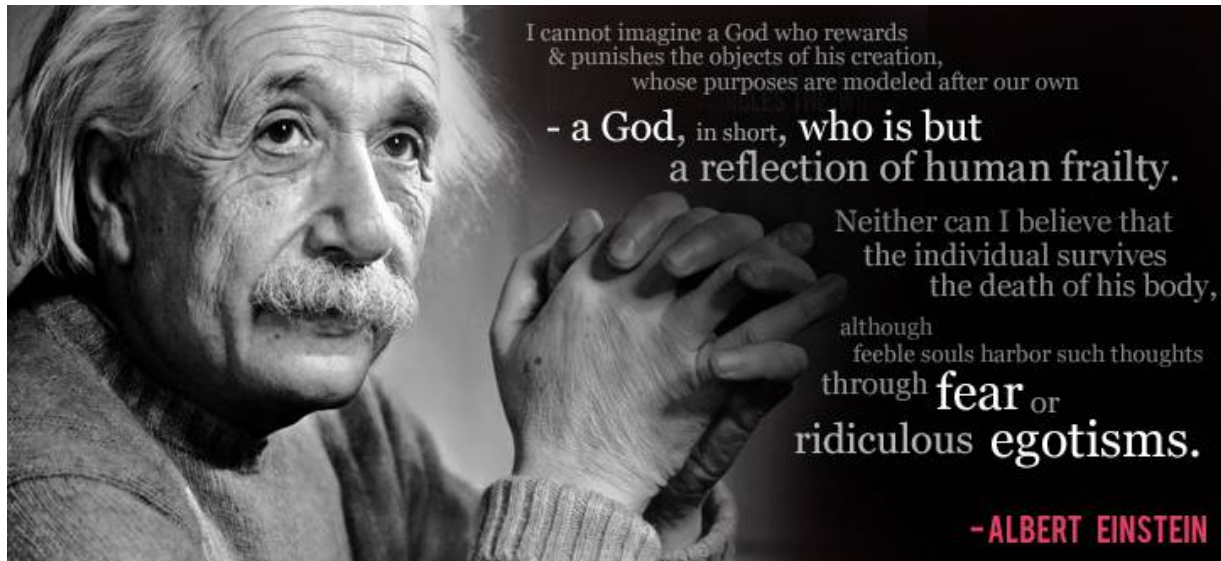 I cannot imagine a God who rewards
& punishes the objects of his creation,
whose purposes are modeled after our own
- a God, in short, who is but
a reflection of human frailty.
Neither can I believe that
the individual survives
the death of his body,
although
feeble souls harbor such thoughts
through fear or
ridiculous egotisms.
-ALBERT EINSTEIN